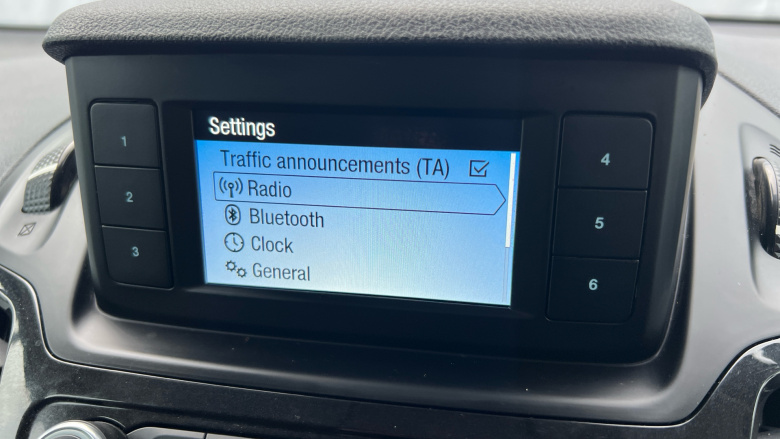 Settings
Traffic announcements (TA)
Radio
Bluetooth
Clock
General
1
2
3
4
5
6